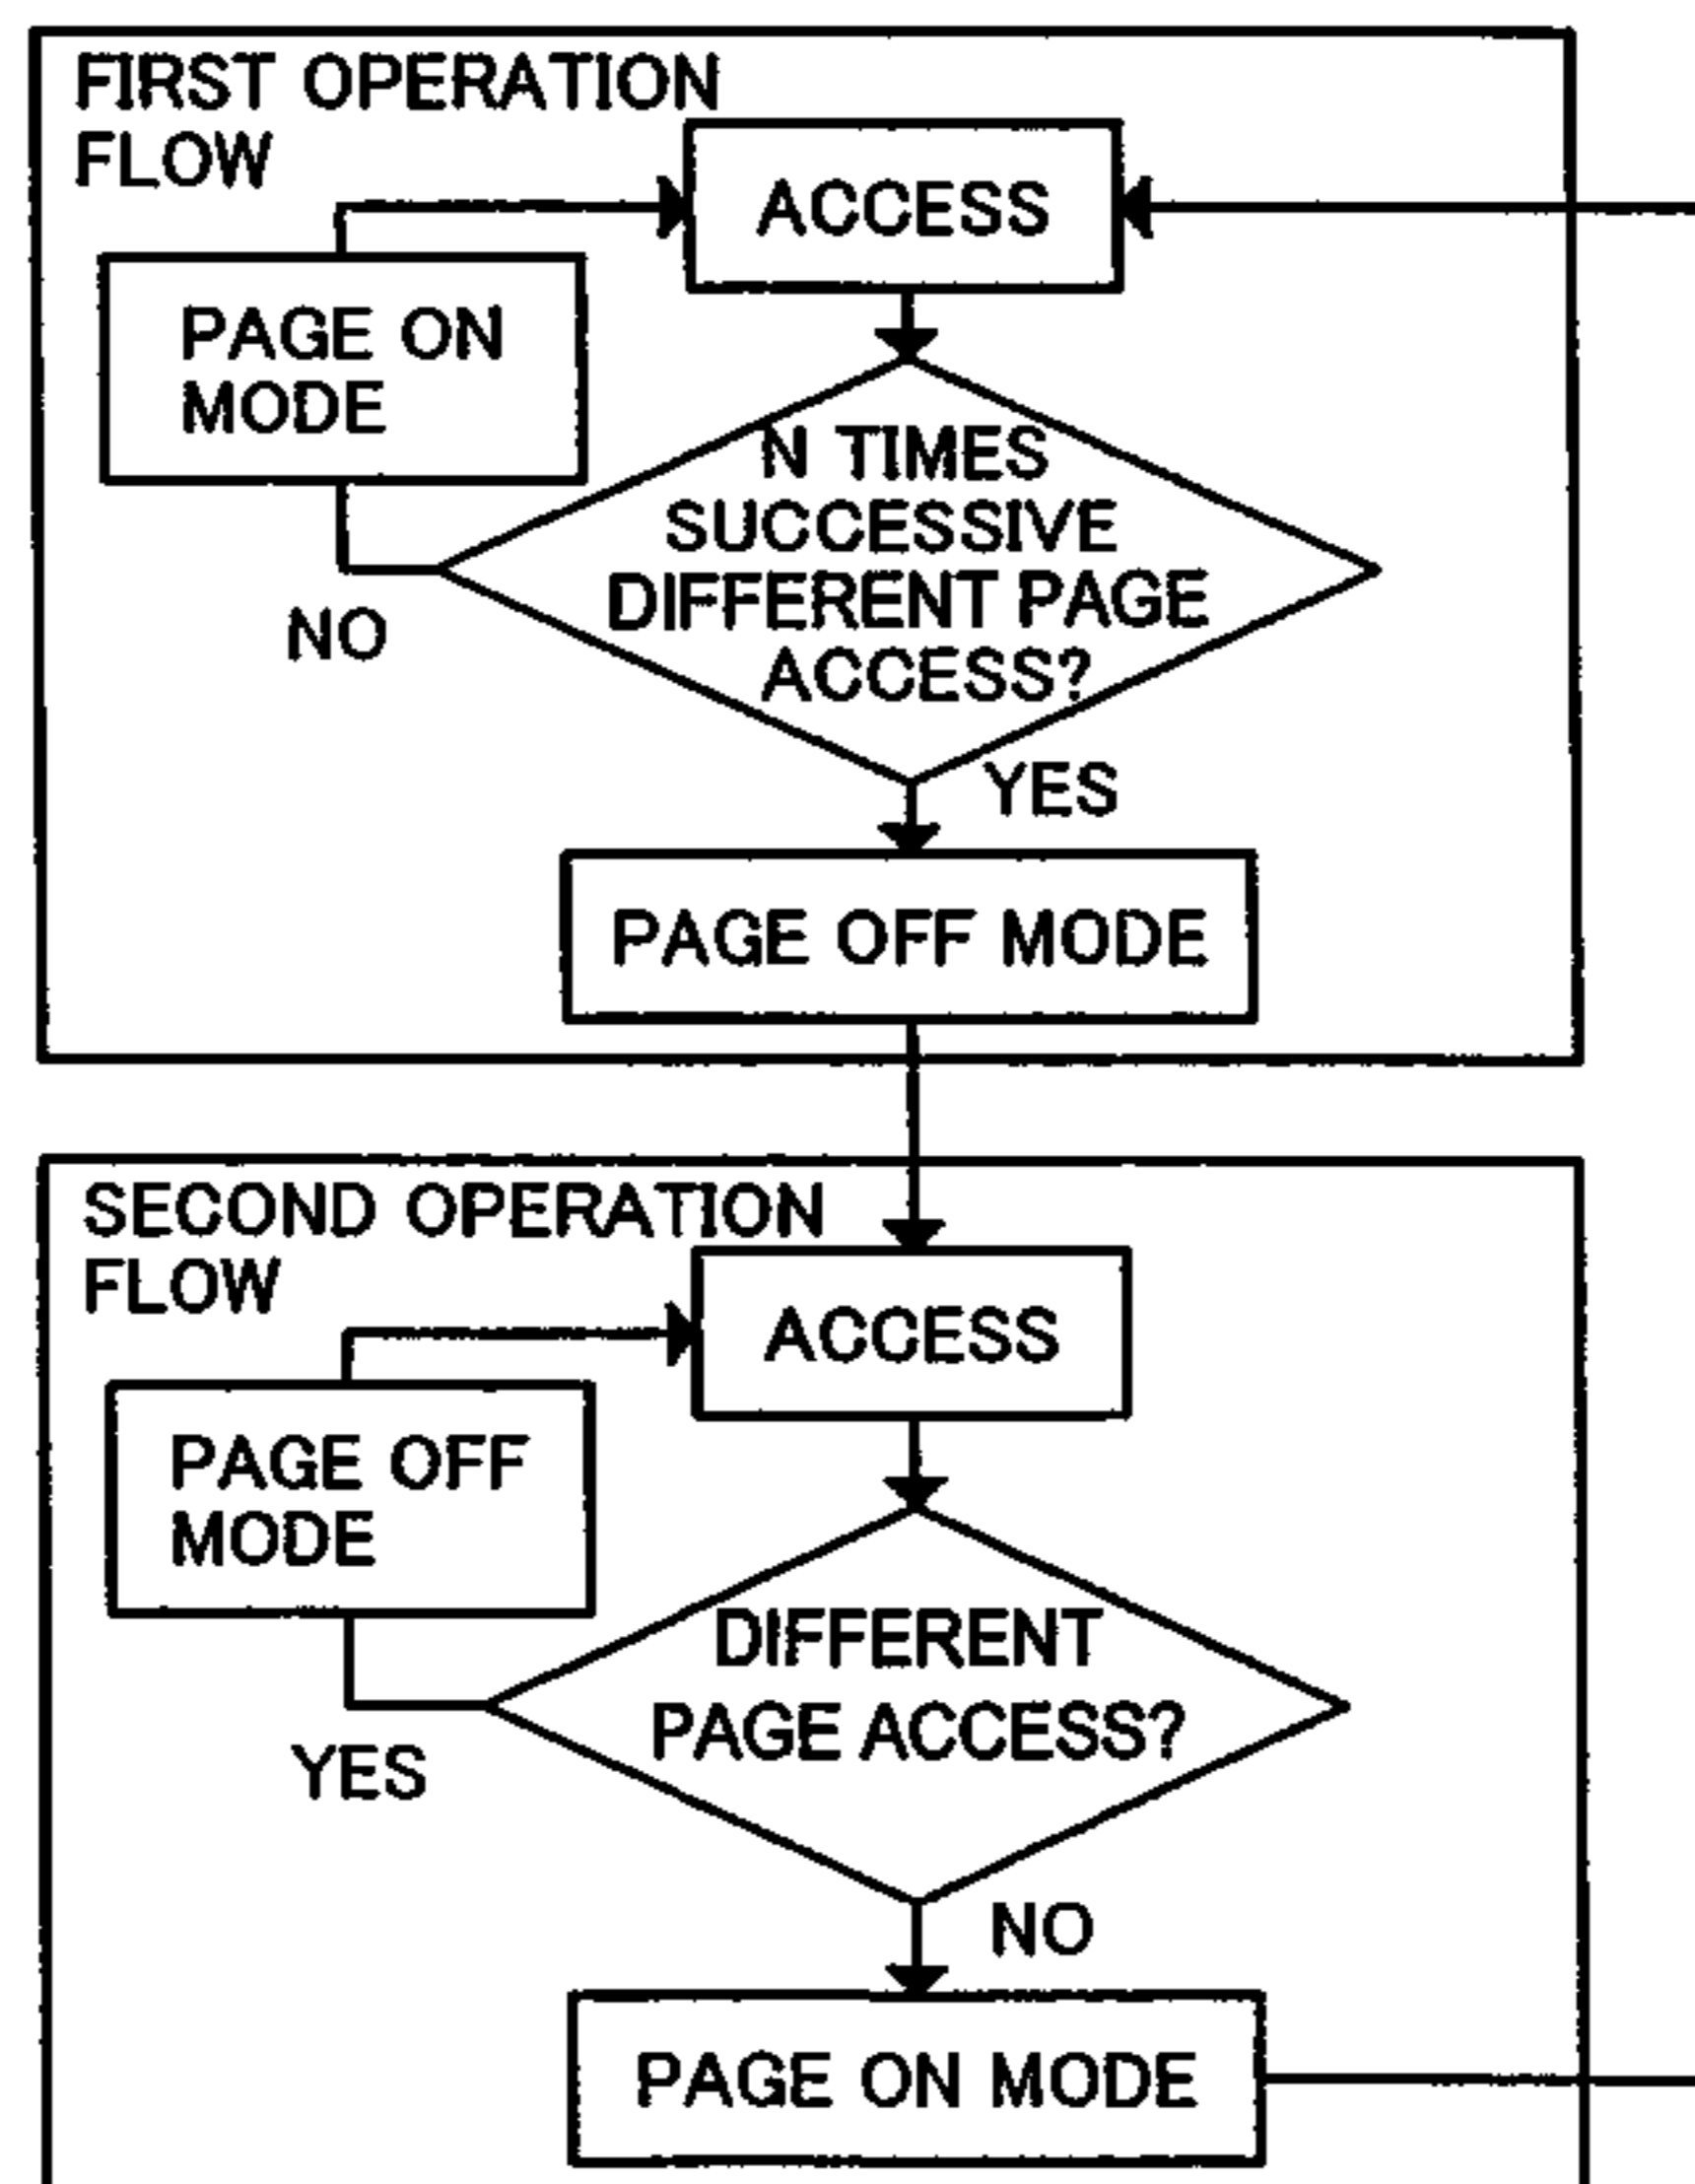 FIRST OPERATION
FLOW
ACCESS
PAGE ON
MODE
N TIMES
SUCCESSIVE
DIFFERENT PAGE
ACCESS?
NO
YES
PAGE OFF MODE
SECOND OPERATION
FLOW
ACCESS
PAGE OFF
MODE
DIFFERENT
PAGE ACCESS?
YES
NO
PAGE ON MODE